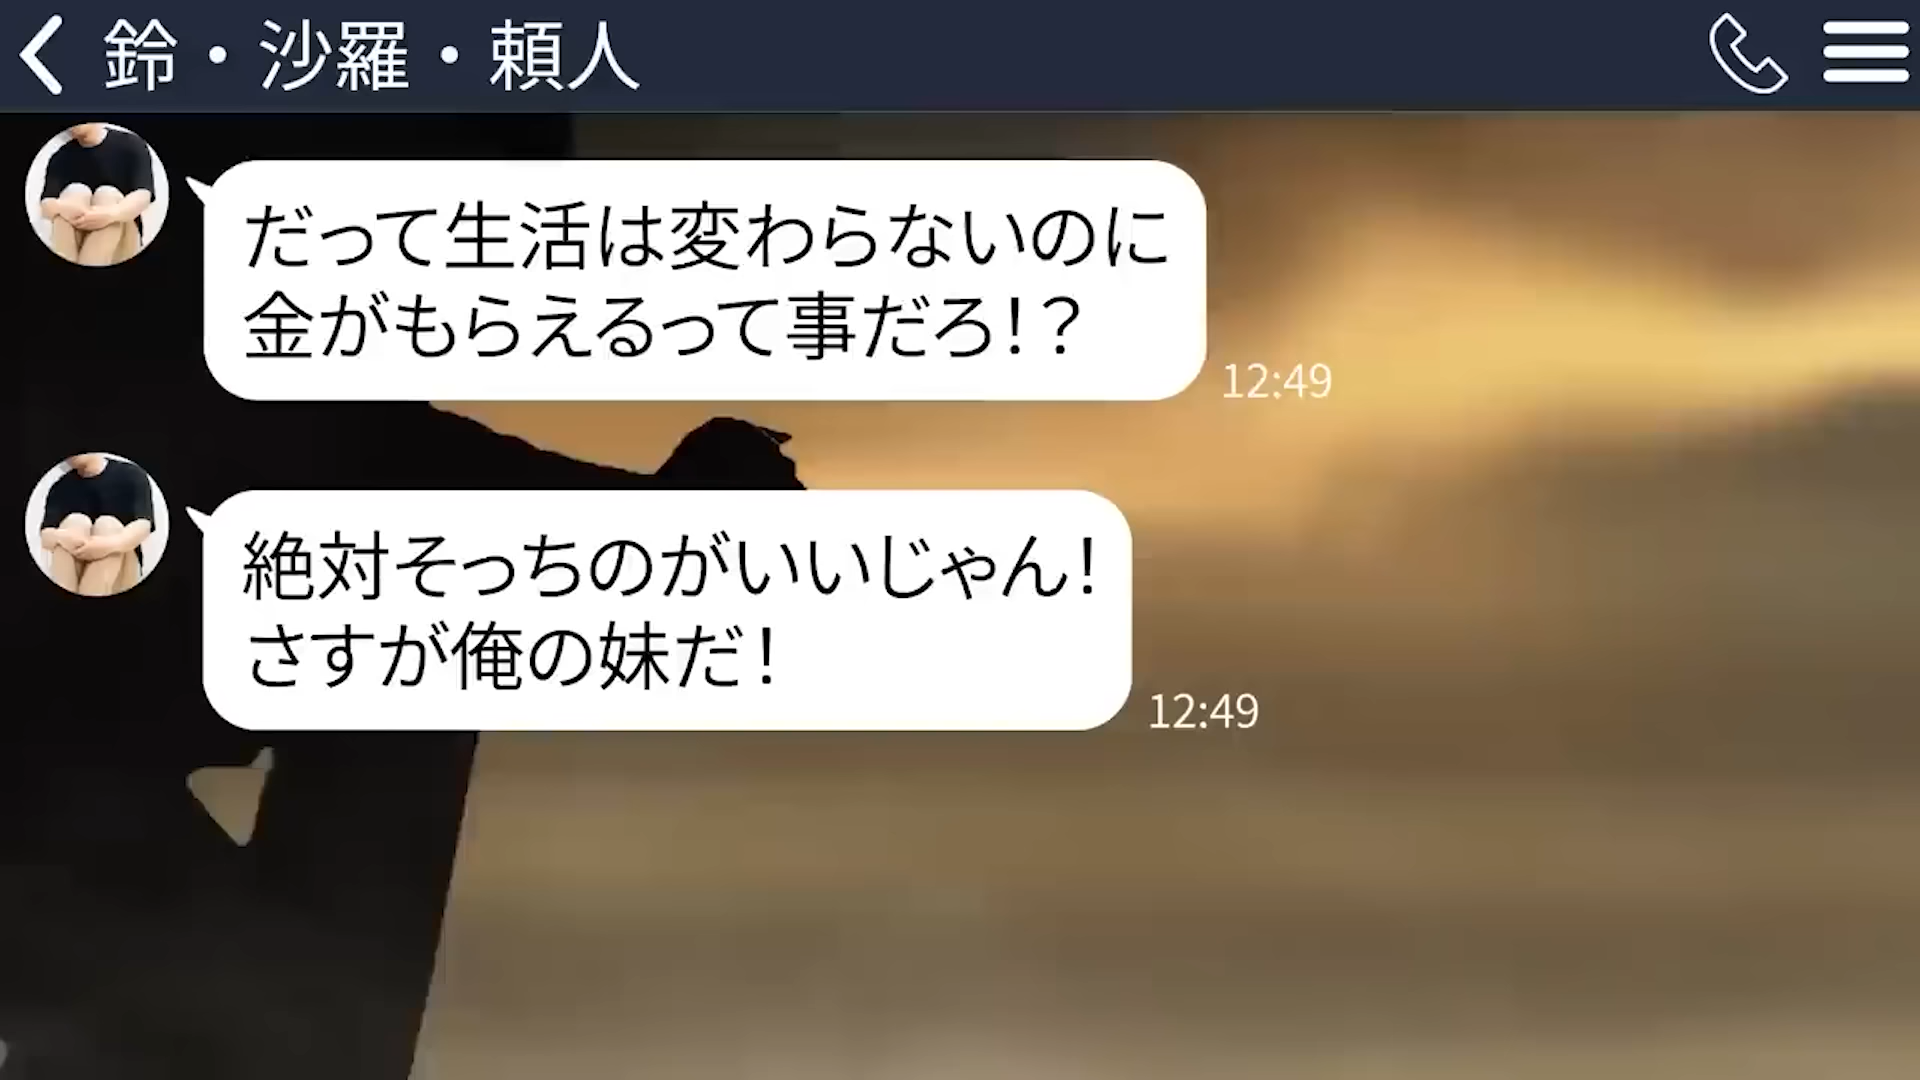 鈴・沙羅・頼人
だって生活は変わらないのに
金がもらえるって事だろ！？
12:49
絶対そっちのがいいじゃん！
さすが俺の妹だ！
12:49